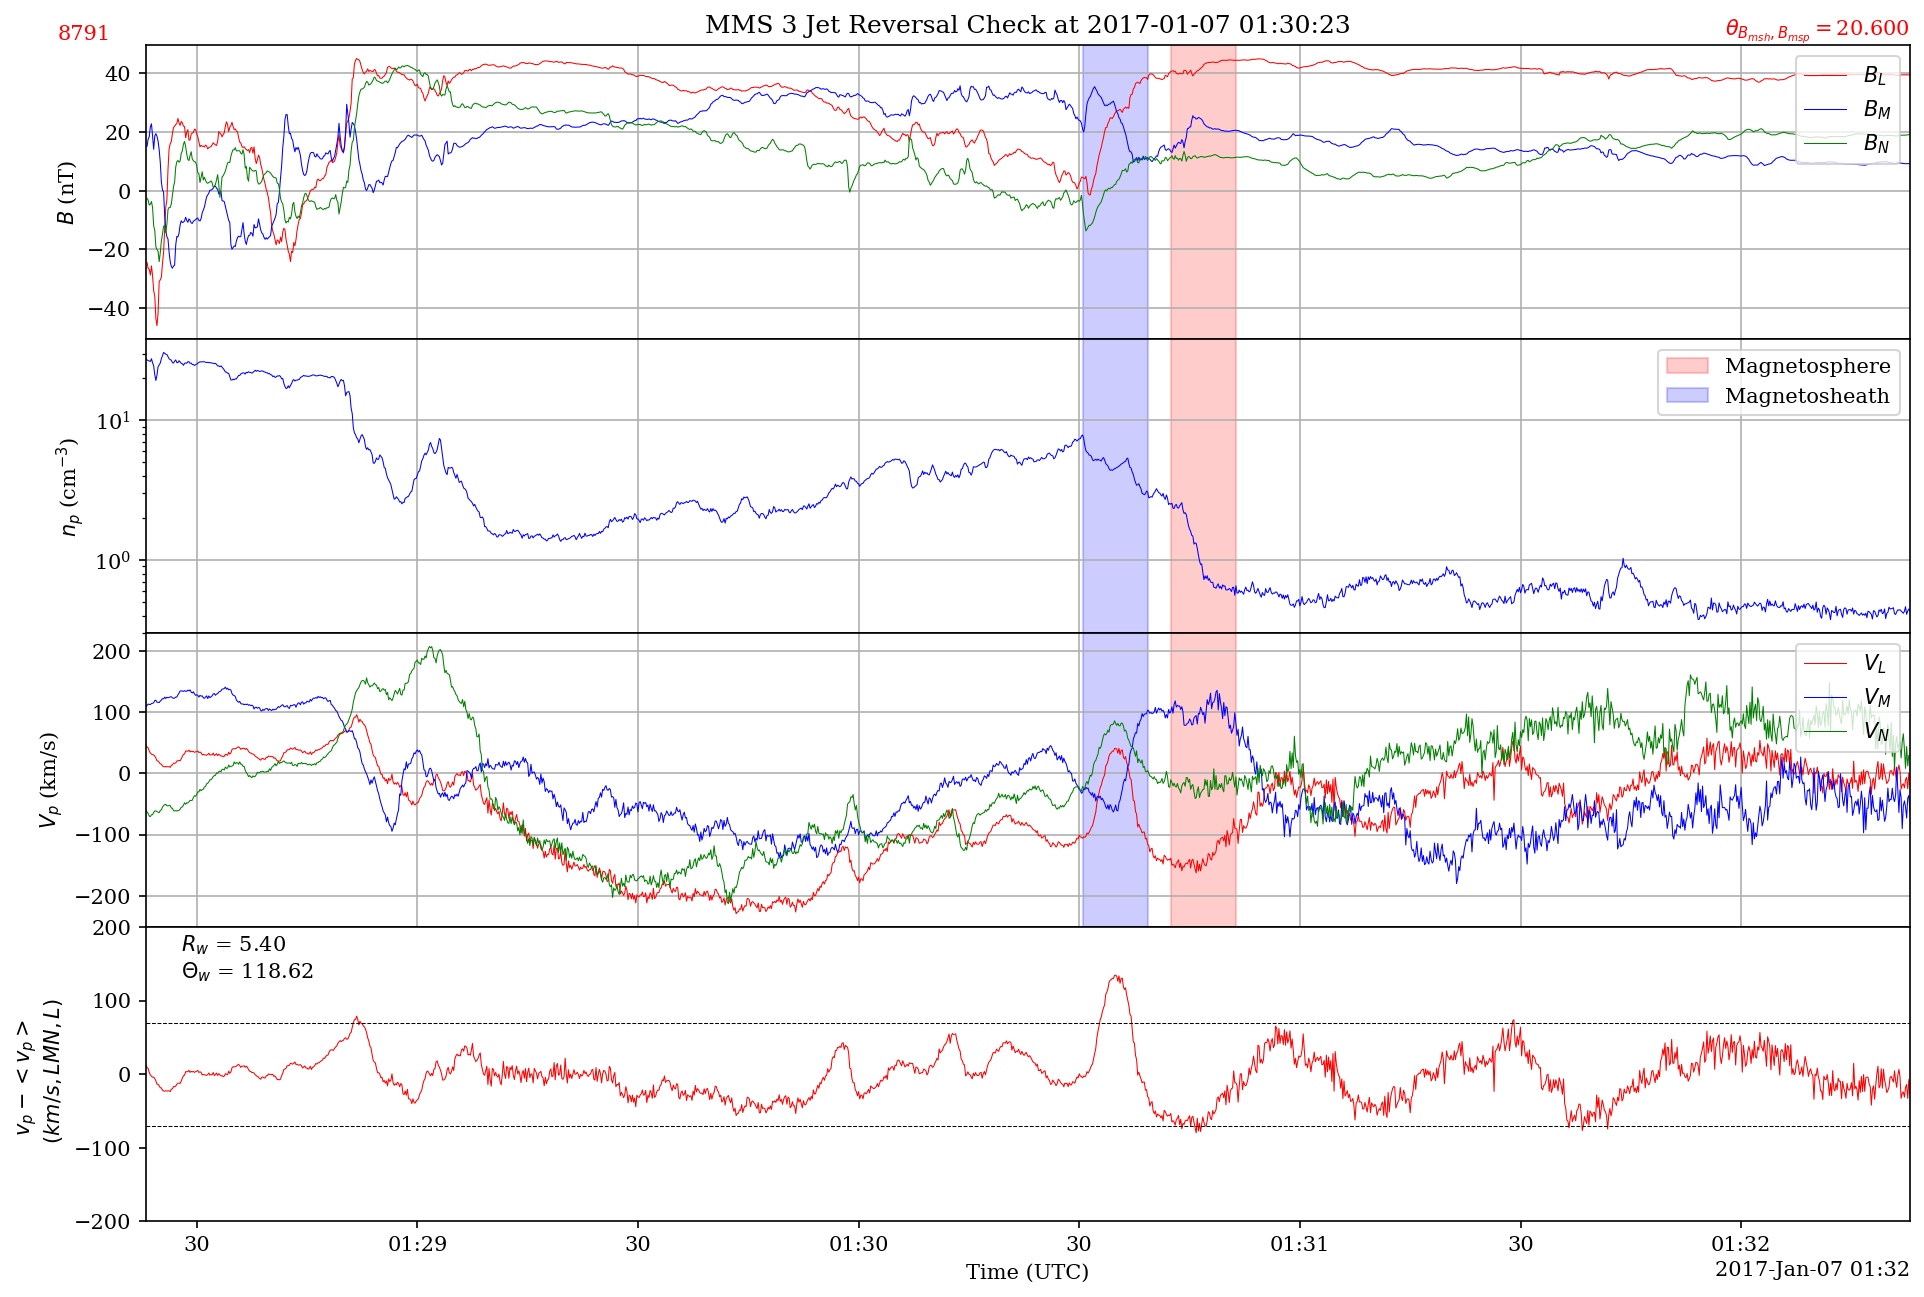 8791
MMS 3 Jet Reversal Check at 2017-01-07 01:30:23
θ_{B_{msh}, B_{msp}} = 20.600
40
20
0
−20
−40
B (nT)
B_L
B_M
B_N
10^1
10^0
n_p (cm^{−3})
Magnetosphere
Magnetosheath
200
100
0
−100
−200
V_p (km/s)
V_L
V_M
V_N
200
100
0
−100
−200
v_p − < v_p >
(km/s, LMN, L)
R_w = 5.40
Θ_w = 118.62
30 01:29 30 01:30 30 01:31 30 01:32
Time (UTC)
2017-Jan-07 01:32